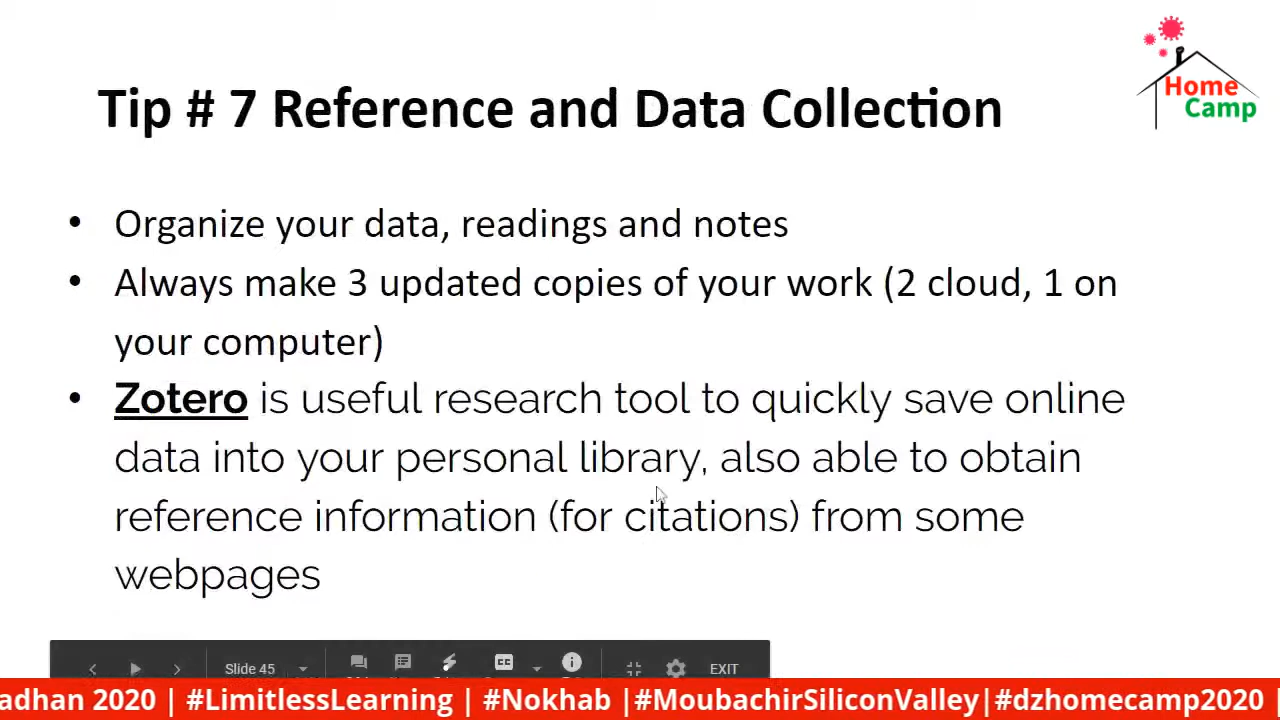 Home
Camp
Tip # 7 Reference and Data Collection
• Organize your data, readings and notes
• Always make 3 updated copies of your work (2 cloud, 1 on
your computer)
• Zotero is useful research tool to quickly save online
data into your personal library, also able to obtain
reference information (for citations) from some
webpages
Slide 45
CC
EXIT
adhan 2020 | #LimitlessLearning | #Nokhab |#MoubachirSiliconValley|#dzhomecamp2020 |